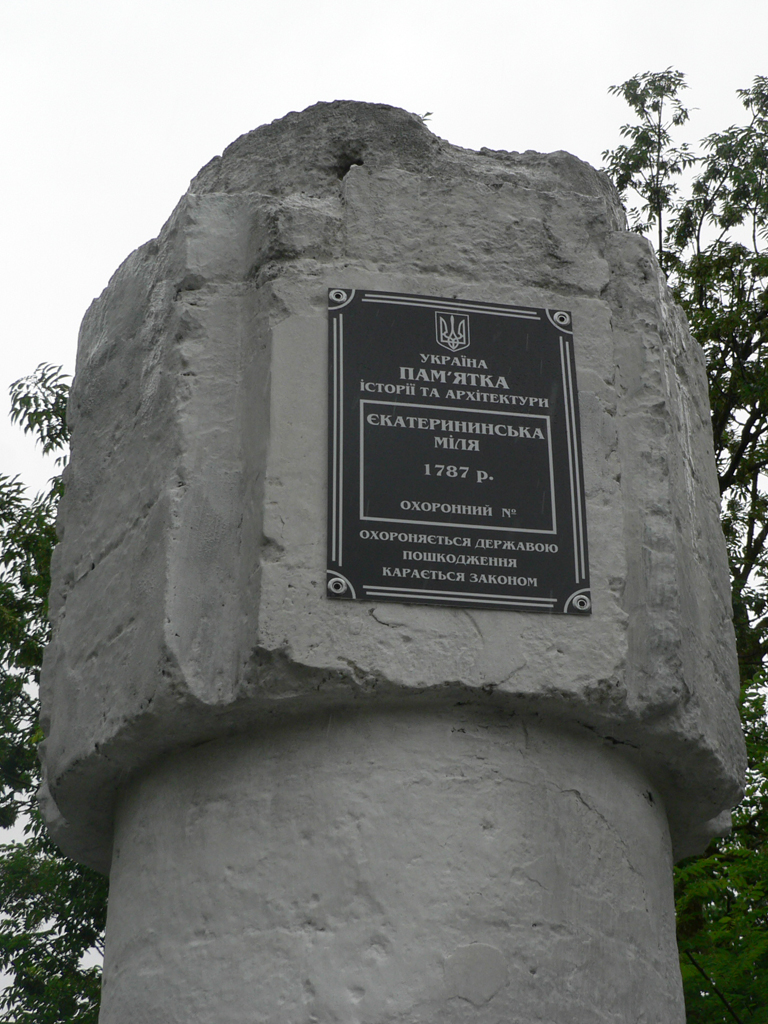 УКРАЇНА
ПАМ'ЯТКА
ІСТОРІЇ ТА АРХІТЕКТУРИ
ЄКАТЕРИНИНСЬКА
МІЛЯ
1787 р.
ОХОРОННИЙ №
ОХОРОНЯЄТЬСЯ ДЕРЖАВОЮ
ПОШКОДЖЕННЯ
КАРАЄТЬСЯ ЗАКОНОМ